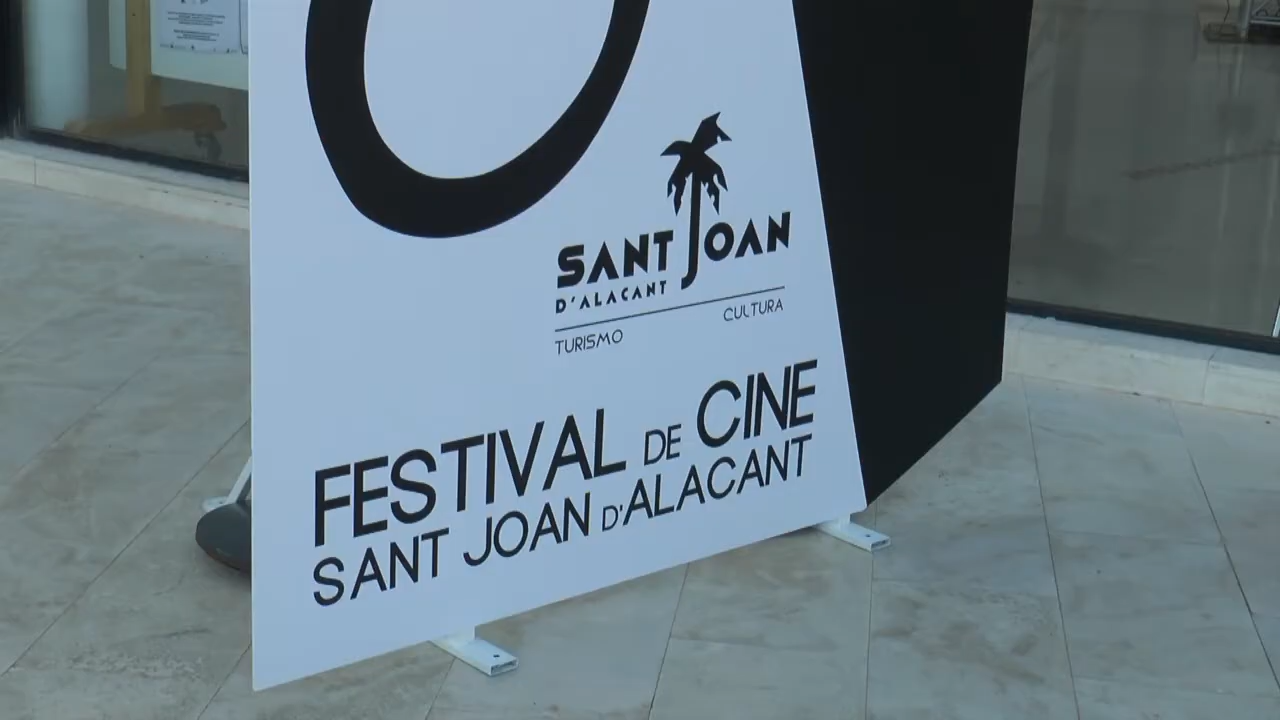 SANT JOAN
D'ALACANT
TURISMO CULTURA
FESTIVAL DE CINE
SANT JOAN D'ALACANT